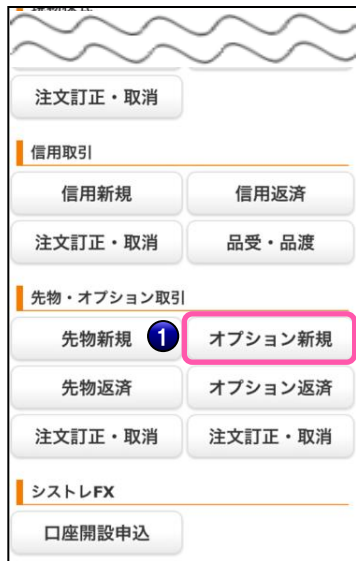 注文訂正・取消
信用取引
信用新規 信用返済
注文訂正・取消 品受・品渡
先物・オプション取引
先物新規 1 オプション新規
先物返済 オプション返済
注文訂正・取消 注文訂正・取消
シストレFX
口座開設申込